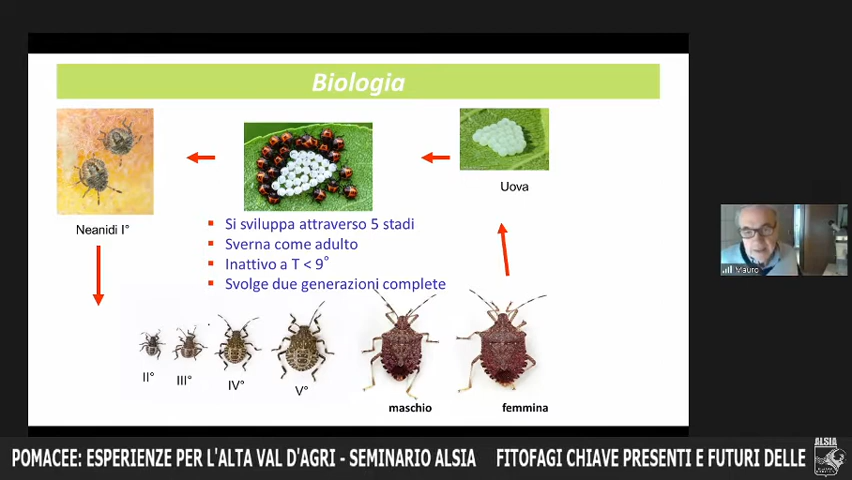 Biologia
Uova
Neanidi I°
Si sviluppa attraverso 5 stadi
Sverna come adulto
Inattivo a T < 9°
Svolge due generazioni complete
II°
III°
IV°
V°
maschio
femmina
Mauro
ALSIA
POMACEE: ESPERIENZE PER L'ALTA VAL D'AGRI - SEMINARIO ALSIA FITOFAGI CHIAVE PRESENTI E FUTURI DELLE